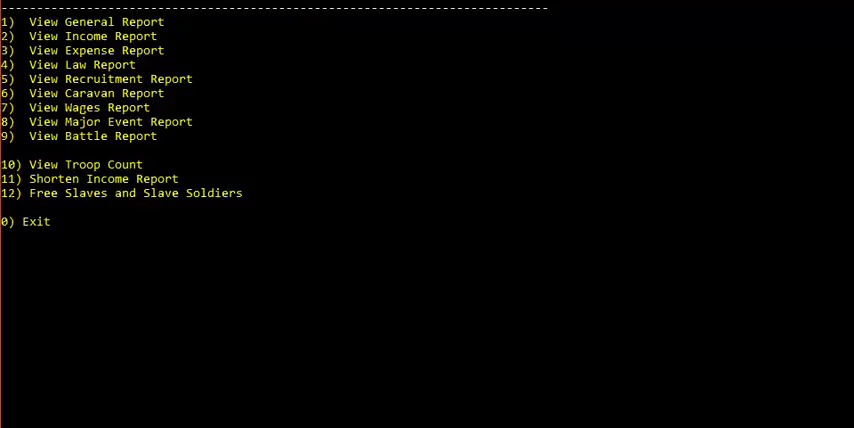 -----------------------------------------------------------------------------
1)  View General Report
2)  View Income Report
3)  View Expense Report
4)  View Law Report
5)  View Recruitment Report
6)  View Caravan Report
7)  View Wages Report
8)  View Major Event Report
9)  View Battle Report
10) View Troop Count
11) Shorten Income Report
12) Free Slaves and Slave Soldiers
0) Exit